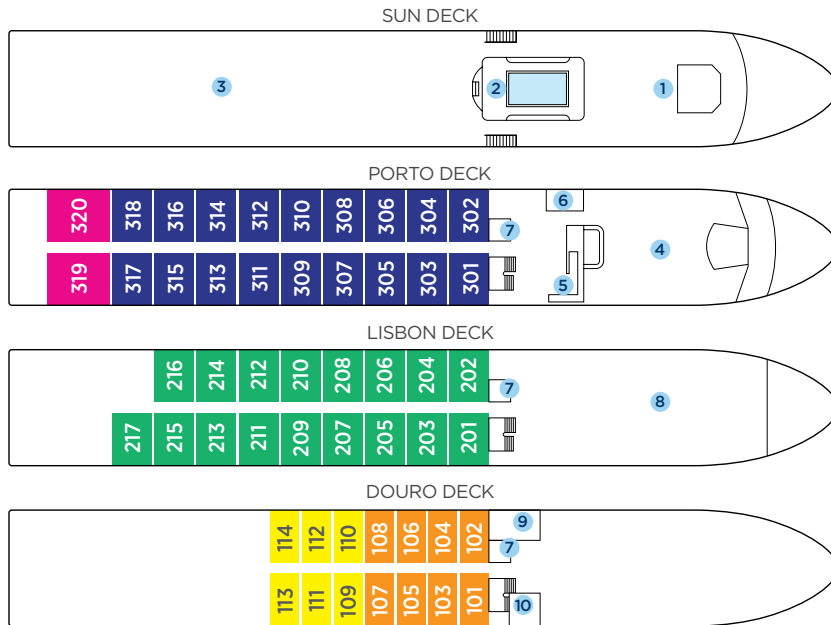 SUN DECK
3
2
1
PORTO DECK
320 318 316 314 312 310 308 306 304 302
6
7
4
319 317 315 313 311 309 307 305 303 301
5
LISBON DECK
216 214 212 210 208 206 204 202
7
8
217 215 213 211 209 207 205 203 201
DOURO DECK
114 112 110 108 106 104 102
9
7
113 111 109 107 105 103 101
10